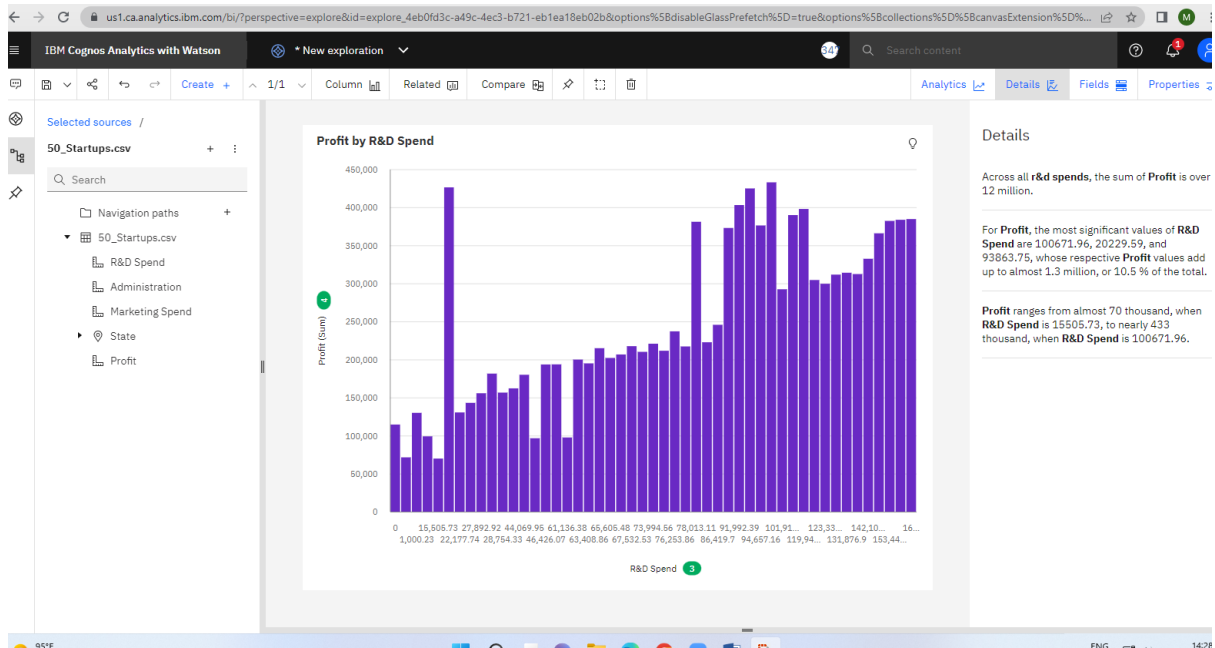 us1.ca.analytics.ibm.com/bi/?perspective=explore&id=explore_4eb0fd3c-a49c-4ec3-b721-eb1ea18eb02b&options%5BdisableGlassPrefetch%5D=true&options%5Bcollections%5D%5BcanvasExtension%5D%...
M
IBM Cognos Analytics with Watson
* New exploration
Search content
1
Create +
1/1
Column
Related
Compare
Analytics
Details
Fields
Properties
Selected sources /
50_Startups.csv
Search
Navigation paths
50_Startups.csv
R&D Spend
Administration
Marketing Spend
State
Profit
Profit by R&D Spend
450,000
400,000
350,000
300,000
250,000
200,000
150,000
100,000
50,000
0
Profit (Sum)
4
0 15,505.73 27,892.92 44,069.95 61,136.38 65,605.48 73,994.56 78,013.11 91,992.39 101,91... 123,33... 142,10... 16...
1,000.23 22,177.74 28,754.33 46,426.07 63,408.86 67,532.53 76,253.86 86,419.7 94,657.16 119,94... 131,876.9 153,44...
R&D Spend 3
Details
Across all r&d spends, the sum of Profit is over
12 million.
For Profit, the most significant values of R&D
Spend are 100671.96, 20229.59, and
93863.75, whose respective Profit values add
up to almost 1.3 million, or 10.5 % of the total.
Profit ranges from almost 70 thousand, when
R&D Spend is 15505.73, to nearly 433
thousand, when R&D Spend is 100671.96.
95°F
ENG
14:28